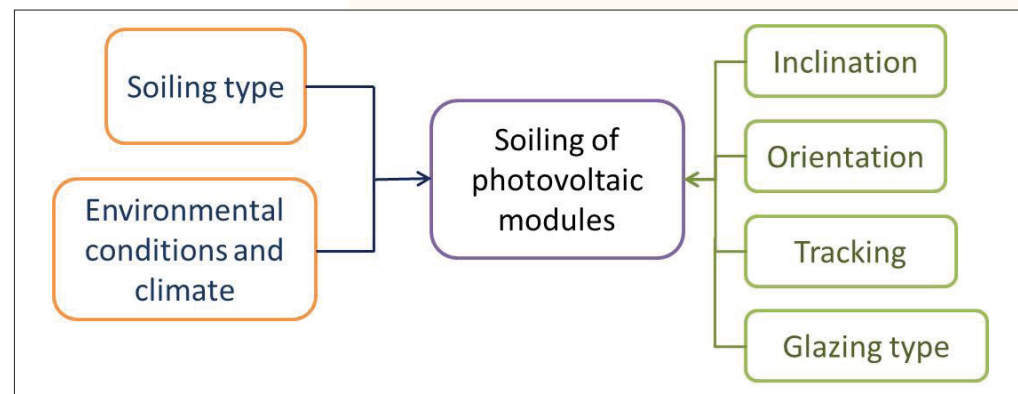 Soiling type
Environmental
conditions and
climate
Soiling of
photovoltaic
modules
Inclination
Orientation
Tracking
Glazing type